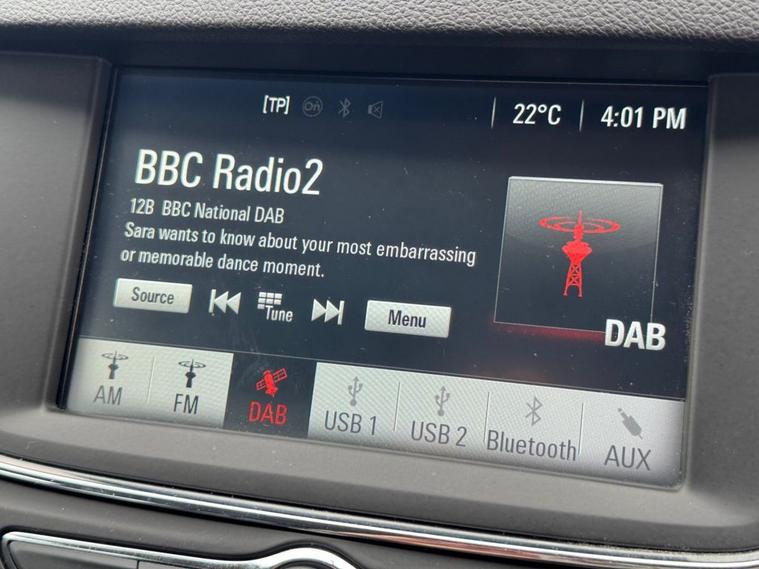 [TP] On 22°C 4:01 PM
BBC Radio2
12B BBC National DAB
Sara wants to know about your most embarrassing
or memorable dance moment.
Source Tune Menu
DAB
AM FM DAB USB 1 USB 2 Bluetooth AUX